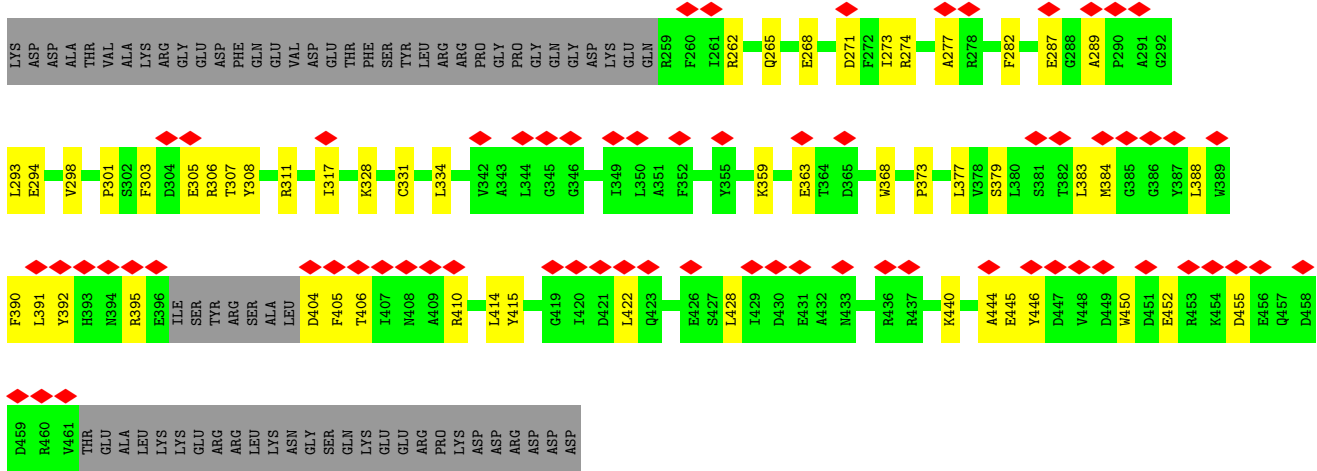 LYS ASP ASP ALA THR VAL ALA LYS ARG GLY GLU ASP PHE GLN GLU VAL ASP GLU THR PHE SER TYR LEU ARG ARG PRO GLY PRO GLY GLN GLY ASP LYS GLU GLN R259 F260 I261 R262 Q265 E268 D271 F272 I273 R274 A277 R278 F282 E287 G288 A289 P290 A291 G292
L293 E294 V298 P301 S302 F303 D304 E305 R306 T307 Y308 R311 I317 K328 C331 L334 V342 A343 L344 G345 G346 I349 L350 A351 F352 Y355 K359 E363 T364 D365 W368 P373 L377 V378 S379 L380 S381 T382 L383 M384 G385 G386 Y387 L388 W389
F390 L391 Y392 H393 N394 R395 E396 ILE SER TYR ARG SER ALA LEU D404 F405 T406 I407 N408 A409 R410 L414 Y415 G419 I420 D421 L422 Q423 E426 S427 L428 I429 D430 E431 A432 N433 R436 R437 K440 A444 E445 Y446 D447 V448 D449 W450 D451 E452 R453 K454 D455 E456 Q457 D458
D459 R460 V461 THR GLU ALA LEU LYS LYS GLU ARG ARG LEU LYS ASN GLY SER GLN LYS GLU GLU ARG PRO LYS ASP ASP ARG ASP ASP ASP